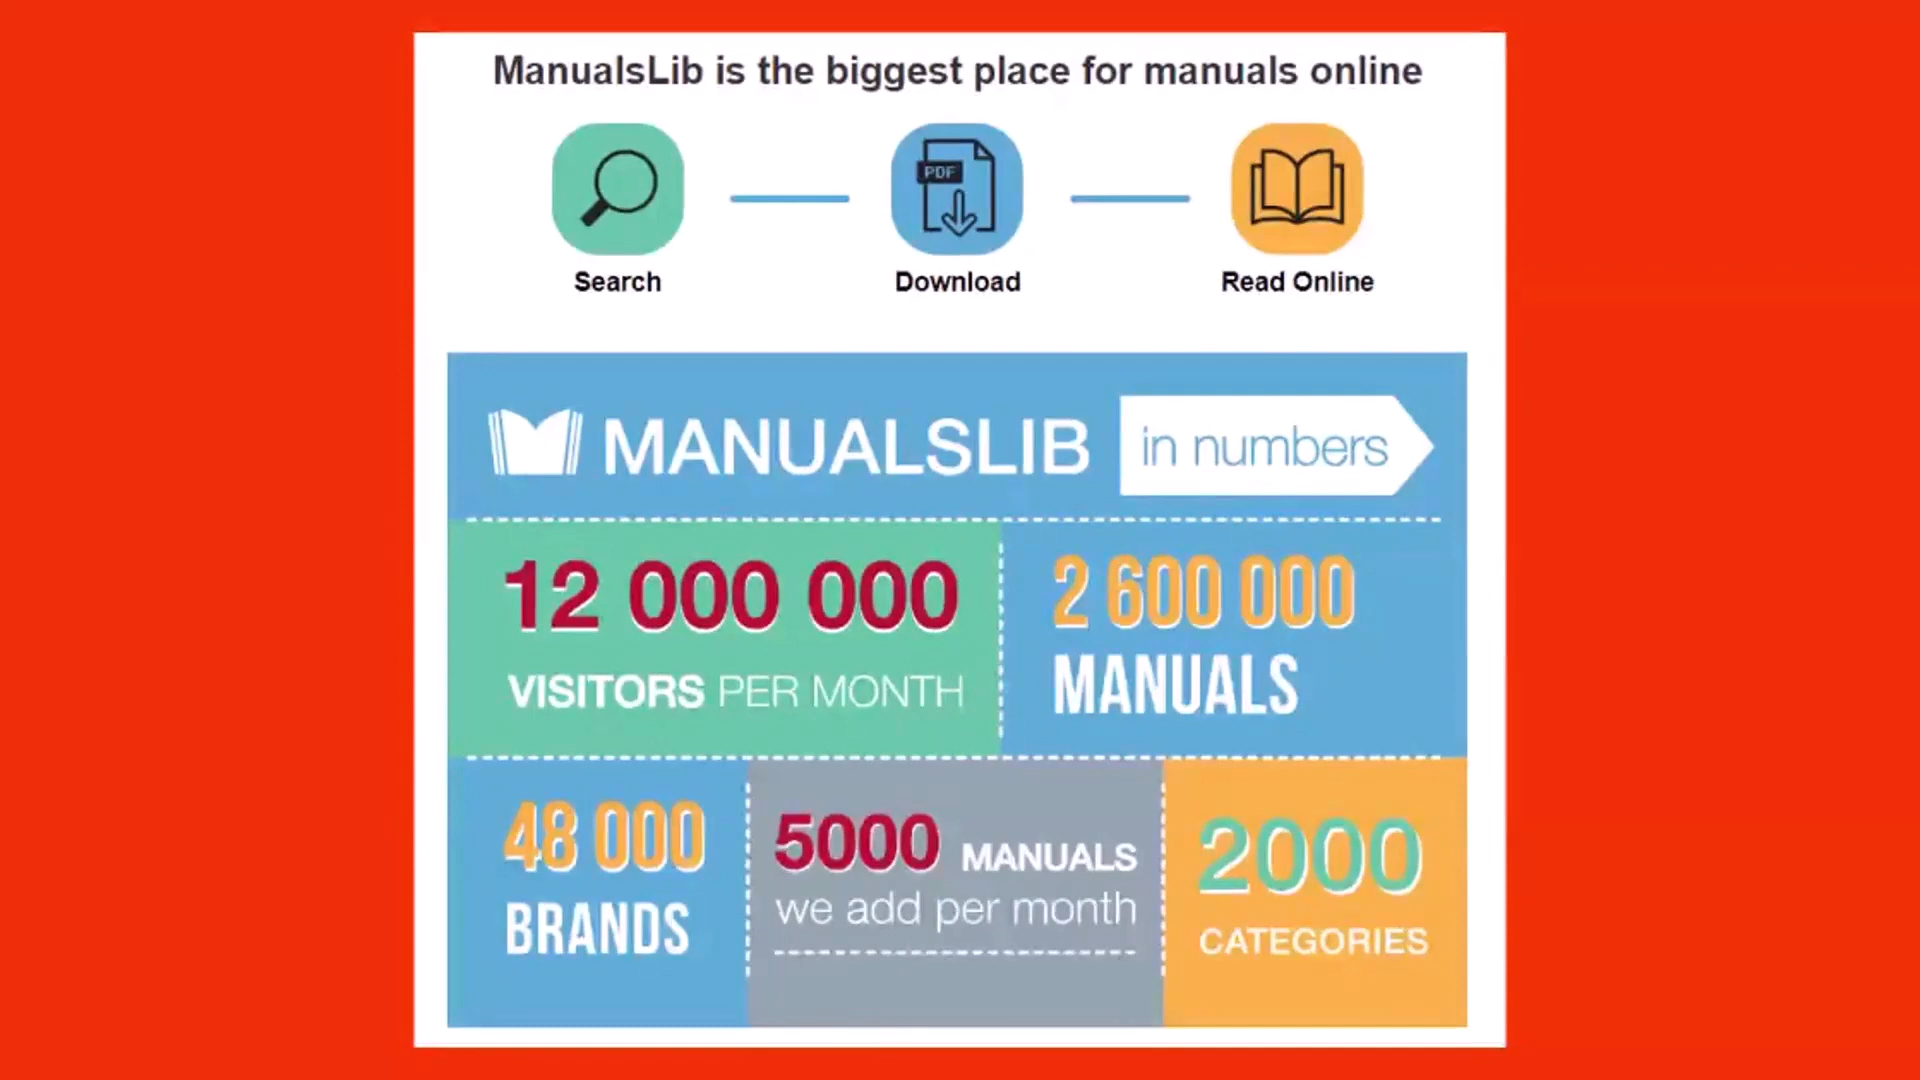 ManualsLib is the biggest place for manuals online
PDF
Search
Download
Read Online
MANUALSLIB in numbers
12 000 000
VISITORS PER MONTH
2 600 000
MANUALS
48 000
BRANDS
5000 MANUALS
we add per month
2000
CATEGORIES